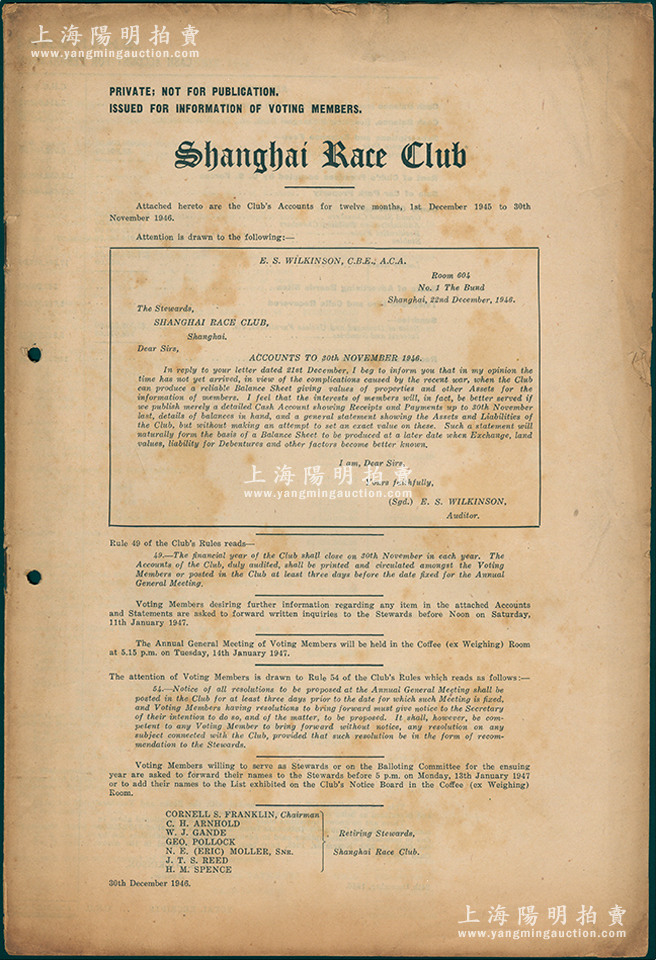 上海陽明拍賣
www.yangmingauction.com
PRIVATE; NOT FOR PUBLICATION.
ISSUED FOR INFORMATION OF VOTING MEMBERS.
Shanghai Race Club
Attached hereto are the Club's Accounts for twelve months, 1st December 1945 to 30th
November 1946.
Attention is drawn to the following:—
E. S. WILKINSON, C.B.E., A.C.A.
Room 604
No. 1 The Bund
Shanghai, 22nd December, 1946.
The Stewards,
SHANGHAI RACE CLUB,
Shanghai.
Dear Sirs,
ACCOUNTS TO 30th NOVEMBER 1946.
In reply to your letter dated 21st December, I beg to inform you that in my opinion the
time has not yet arrived, in view of the complications caused by the recent war, when the Club
can produce a reliable Balance Sheet giving values of properties and other Assets for the
information of members. I feel that the interests of members will, in fact, be better served if
we publish merely a detailed Cash Account showing Receipts and Payments up to 30th November
last, details of balances in hand, and a general statement showing the Assets and Liabilities of
the Club, but without making an attempt to set an exact value on these. Such a statement will
naturally form the basis of a Balance Sheet to be produced at a later date when Exchange, land
values, liability for Debentures and other factors become better known.
I am, Dear Sirs,
Yours faithfully,
(Sgd.) E. S. WILKINSON,
Auditor.
上海陽明拍賣
www.yangmingauction.com
Rule 49 of the Club's Rules reads—
49.—The financial year of the Club shall close on 30th November in each year. The
Accounts of the Club, duly audited, shall be printed and circulated amongst the Voting
Members or posted in the Club at least three days before the date fixed for the Annual
General Meeting.
Voting Members desiring further information regarding any item in the attached Accounts
and Statements are asked to forward written inquiries to the Stewards before Noon on Saturday,
11th January 1947.
The Annual General Meeting of Voting Members will be held in the Coffee (ex Weighing) Room
at 5.15 p.m. on Tuesday, 14th January 1947.
The attention of Voting Members is drawn to Rule 54 of the Club's Rules which reads as follows:—
54.—Notice of all resolutions to be proposed at the Annual General Meeting shall be
posted in the Club for at least three days prior to the date for which such Meeting is fixed,
and Voting Members having resolutions to bring forward must give notice to the Secretary
of their intention to do so, and of the matter, to be proposed. It shall, however, be com-
petent to any Voting Member to bring forward without notice, any resolution on any
subject connected with the Club, provided that such resolution be in the form of recom-
mendation to the Stewards.
Voting Members willing to serve as Stewards or on the Balloting Committee for the ensuing
year are asked to forward their names to the Stewards before 5 p.m. on Monday, 13th January 1947
or to add their names to the List exhibited on the Club's Notice Board in the Coffee (ex Weighing)
Room.
CORNELL S. FRANKLIN, Chairman
C. H. ARNHOLD
W. J. GANDE
GEO. POLLOCK
N. E. (ERIC) MOLLER, SNR.
J. T. S. REED
H. M. SPENCE
Retiring Stewards,
Shanghai Race Club.
30th December 1946.
上海陽明拍賣
www.yangmingauction.com